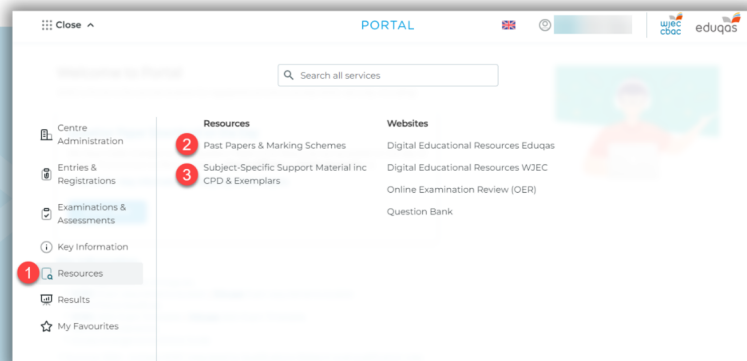 Close
PORTAL
wjec
cbac
eduqas
Search all services
Centre
Administration
Entries &
Registrations
Examinations &
Assessments
Key Information
1
Resources
Results
My Favourites
Resources
2 Past Papers & Marking Schemes
3 Subject-Specific Support Material inc
CPD & Exemplars
Websites
Digital Educational Resources Eduqas
Digital Educational Resources WJEC
Online Examination Review (OER)
Question Bank